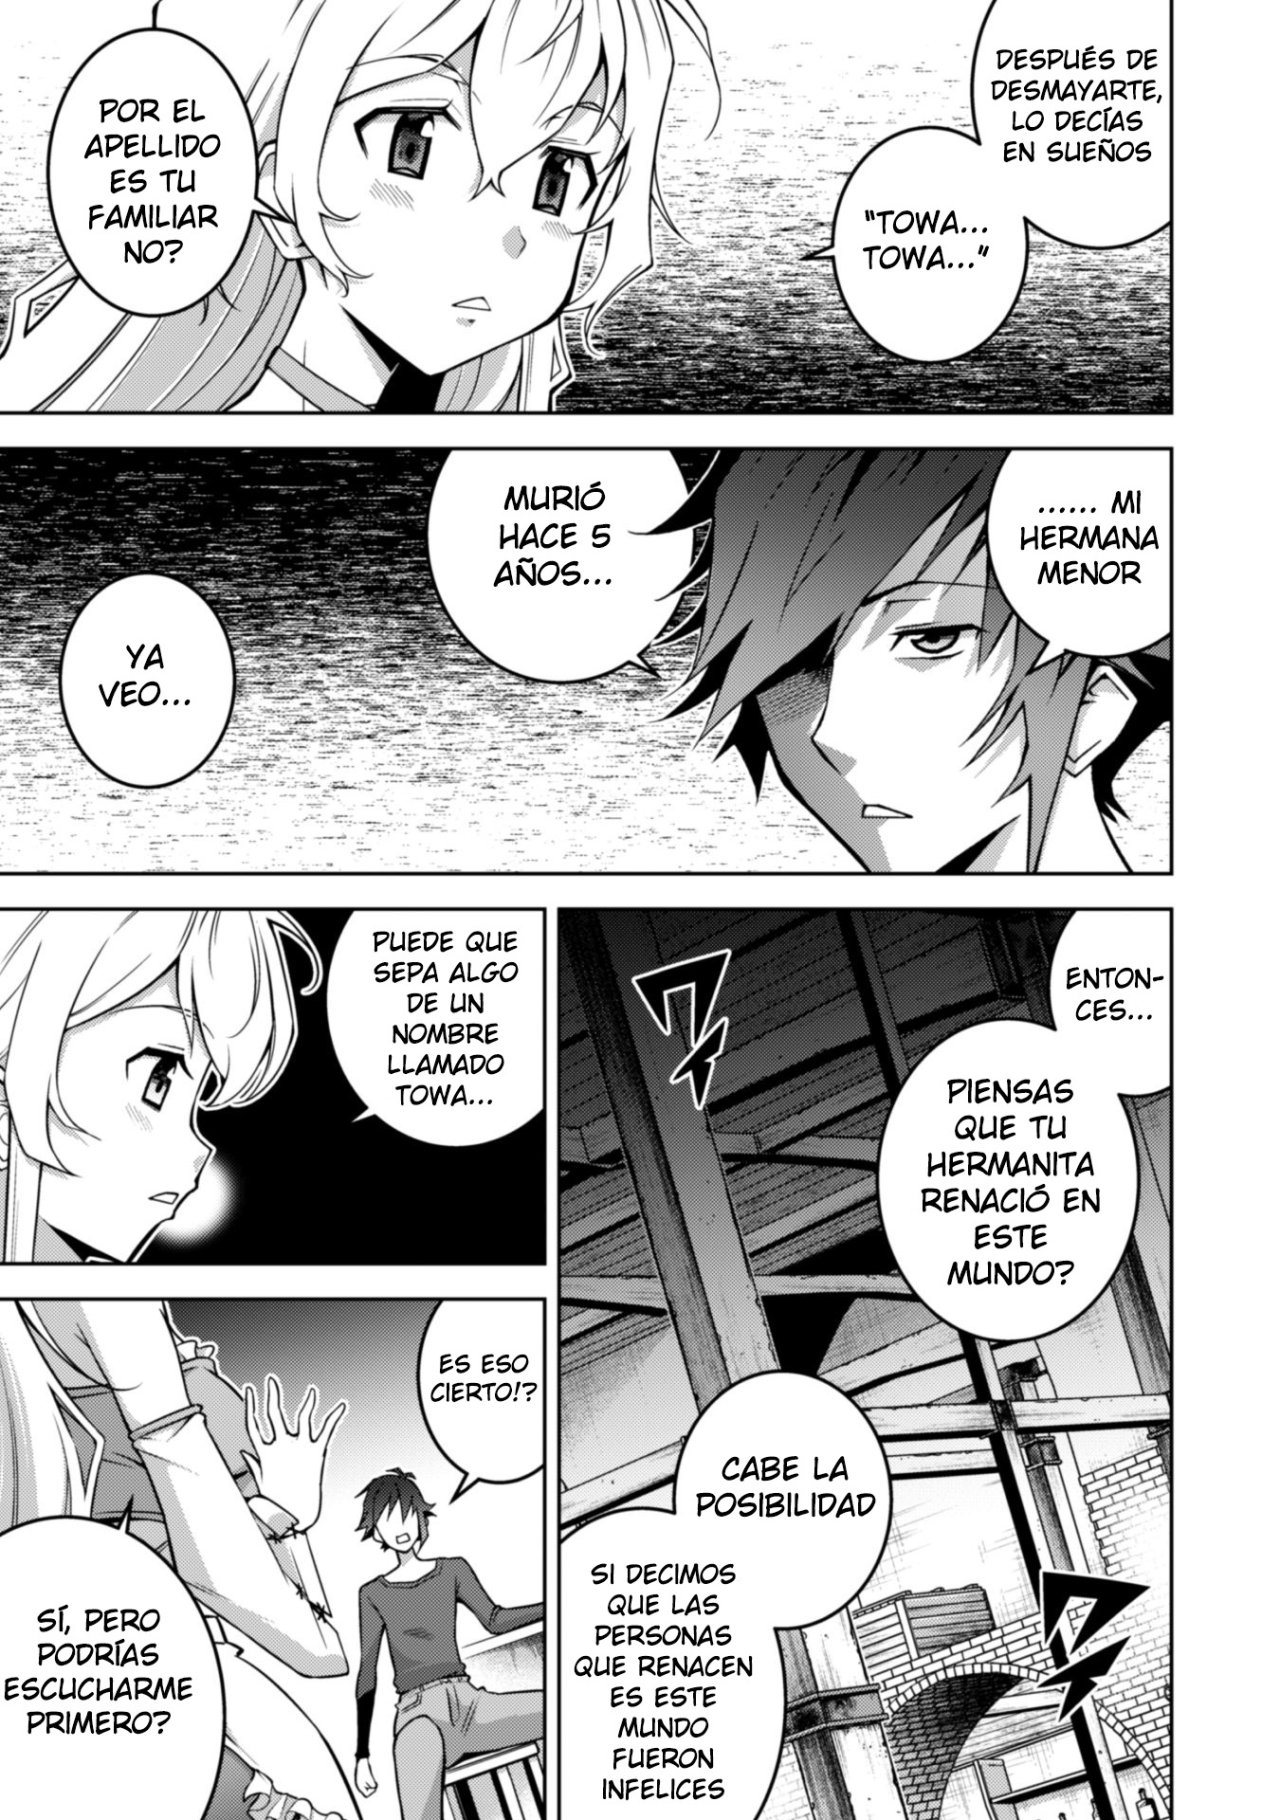 DESPUÉS DE
DESMAYARTE,
LO DECÍAS
EN SUEÑOS
"TOWA...
TOWA..."
POR EL
APELLIDO
ES TU
FAMILIAR
NO?
...... MI
HERMANA
MENOR
MURIÓ
HACE 5
AÑOS...
YA
VEO...
ENTON-
CES...
PIENSAS
QUE TU
HERMANITA
RENACIÓ EN
ESTE
MUNDO?
CABE LA
POSIBILIDAD
SI DECIMOS
QUE LAS
PERSONAS
QUE RENACEN
ES ESTE
MUNDO
FUERON
INFELICES
PUEDE QUE
SEPA ALGO
DE UN
NOMBRE
LLAMADO
TOWA...
ES ESO
CIERTO!?
SÍ, PERO
PODRÍAS
ESCUCHARME
PRIMERO?